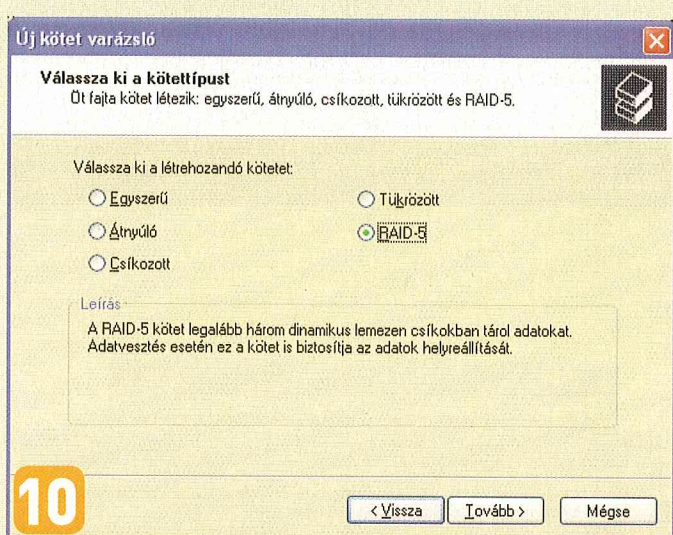 Új kötet varázsló
Válassza ki a kötettípust
Öt fajta kötet létezik: egyszerű, átnyúló, csíkozott, tükrözött és RAID-5.
Válassza ki a létrehozandó kötetet:
Egyszerű
Tükrözött
Átnyúló
RAID-5
Csíkozott
Leírás
A RAID-5 kötet legalább három dinamikus lemezen csíkokban tárol adatokat.
Adatvesztés esetén ez a kötet is biztosítja az adatok helyreállítását.
10
< Vissza
Tovább >
Mégse